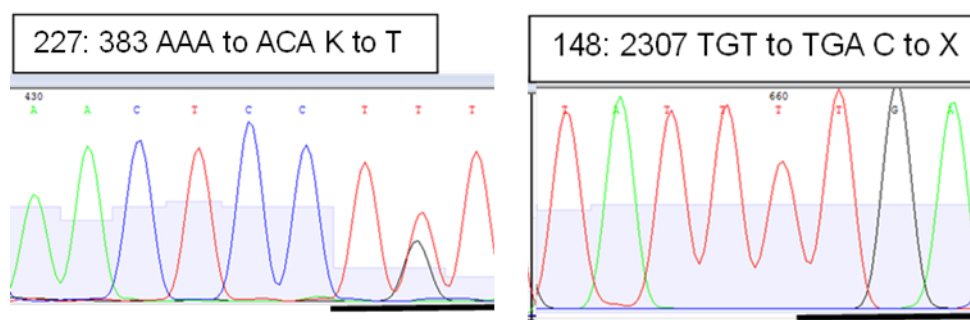 227: 383 AAA to ACA K to T
430
A A C T C C T T T
148: 2307 TGT to TGA C to X
660
T A T T T T G A